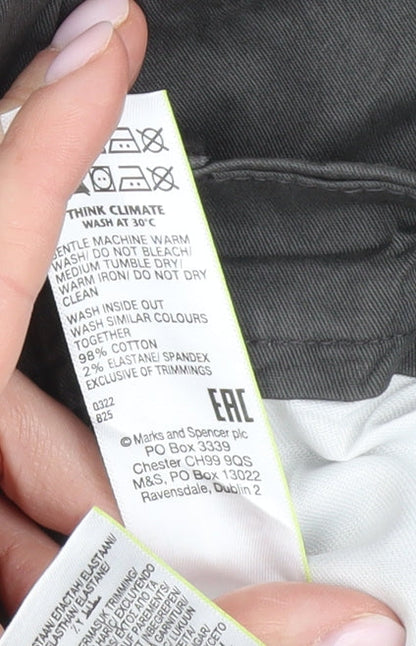 THINK CLIMATE
WASH AT 30°C
GENTLE MACHINE WARM
WASH/ DO NOT BLEACH/
MEDIUM TUMBLE DRY/
WARM IRON/ DO NOT DRY
CLEAN
WASH INSIDE OUT
WASH SIMILAR COLOURS
TOGETHER
98% COTTON
2% ELASTANE/ SPANDEX
EXCLUSIVE OF TRIMMINGS
0322
825
EAC
© Marks and Spencer plc
PO Box 3339
Chester CH99 9QS
M&S, PO Box 13022
Ravensdale, Dublin 2
ELASTAAN/